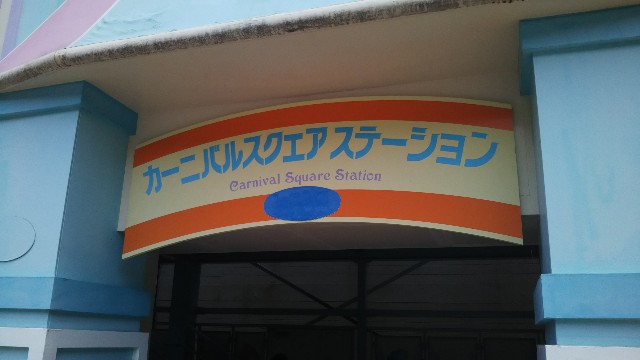 カーニバルスクエアステーション
Carnival Square Station